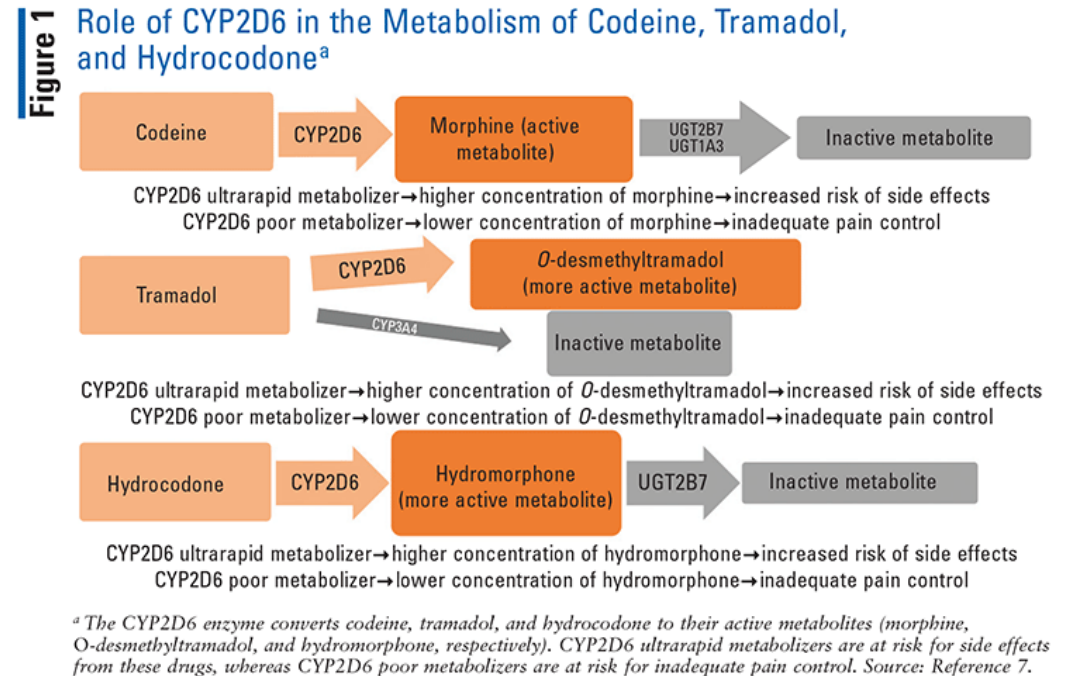 Figure 1
Role of CYP2D6 in the Metabolism of Codeine, Tramadol,
and Hydrocodoneᵃ
Codeine
CYP2D6
Morphine (active
metabolite)
UGT2B7
UGT1A3
Inactive metabolite
CYP2D6 ultrarapid metabolizer→higher concentration of morphine→increased risk of side effects
CYP2D6 poor metabolizer→lower concentration of morphine→inadequate pain control
Tramadol
CYP2D6
O-desmethyltramadol
(more active metabolite)
CYP3A4
Inactive metabolite
CYP2D6 ultrarapid metabolizer→higher concentration of O-desmethyltramadol→increased risk of side effects
CYP2D6 poor metabolizer→lower concentration of O-desmethyltramadol→inadequate pain control
Hydrocodone
CYP2D6
Hydromorphone
(more active metabolite)
UGT2B7
Inactive metabolite
CYP2D6 ultrarapid metabolizer→higher concentration of hydromorphone→increased risk of side effects
CYP2D6 poor metabolizer→lower concentration of hydromorphone→inadequate pain control
ᵃ The CYP2D6 enzyme converts codeine, tramadol, and hydrocodone to their active metabolites (morphine,
O-desmethyltramadol, and hydromorphone, respectively). CYP2D6 ultrarapid metabolizers are at risk for side effects
from these drugs, whereas CYP2D6 poor metabolizers are at risk for inadequate pain control. Source: Reference 7.